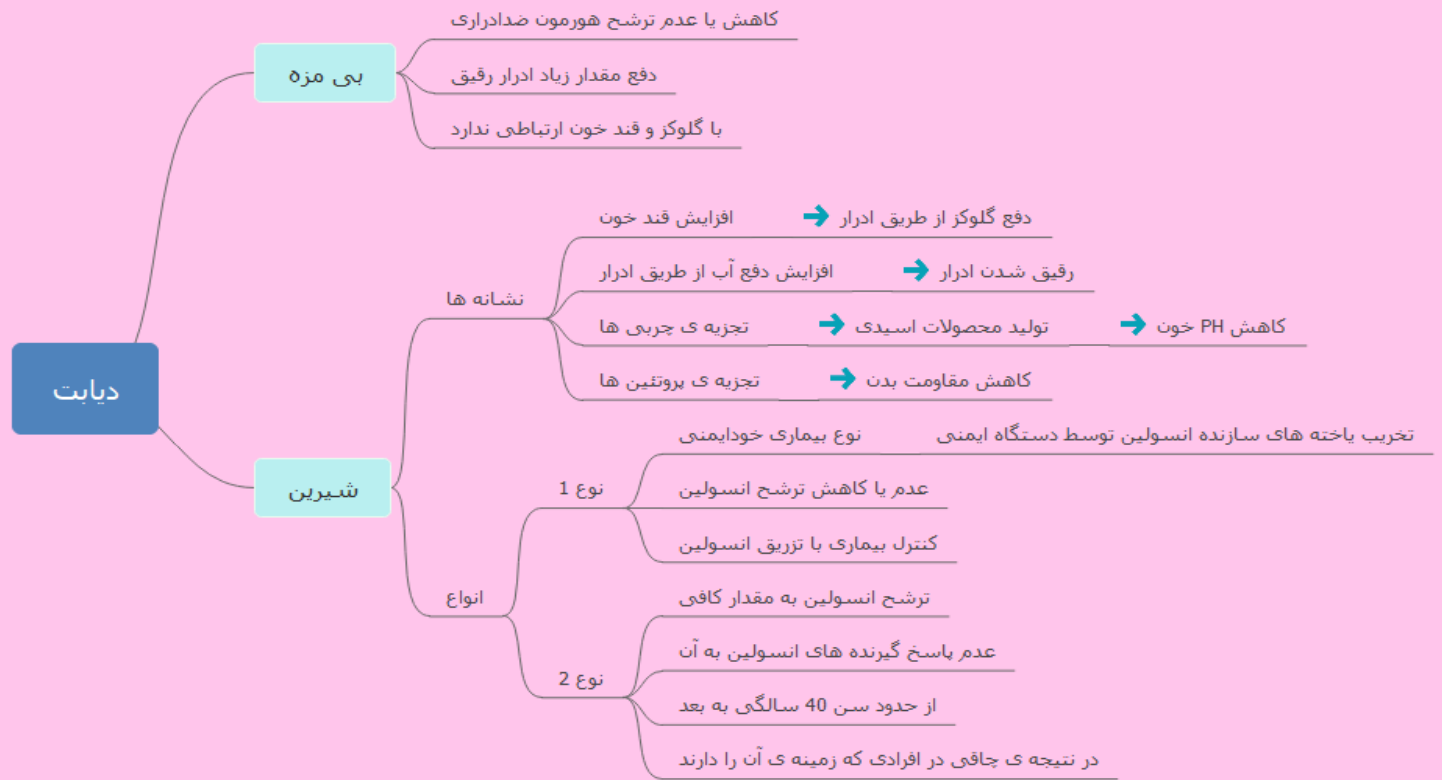 دیابت
بی مزه
کاهش یا عدم ترشح هورمون ضدادراری
دفع مقدار زیاد ادرار رقیق
با گلوکز و قند خون ارتباطی ندارد
شیرین
نشانه ها
افزایش قند خون ➔ دفع گلوکز از طریق ادرار
افزایش دفع آب از طریق ادرار ➔ رقیق شدن ادرار
تجزیه ی چربی ها ➔ تولید محصولات اسیدی ➔ کاهش PH خون
تجزیه ی پروتئین ها ➔ کاهش مقاومت بدن
انواع
نوع 1
نوع بیماری خودایمنی تخریب یاخته های سازنده انسولین توسط دستگاه ایمنی
عدم یا کاهش ترشح انسولین
کنترل بیماری با تزریق انسولین
نوع 2
ترشح انسولین به مقدار کافی
عدم پاسخ گیرنده های انسولین به آن
از حدود سن 40 سالگی به بعد
در نتیجه ی چاقی در افرادی که زمینه ی آن را دارند